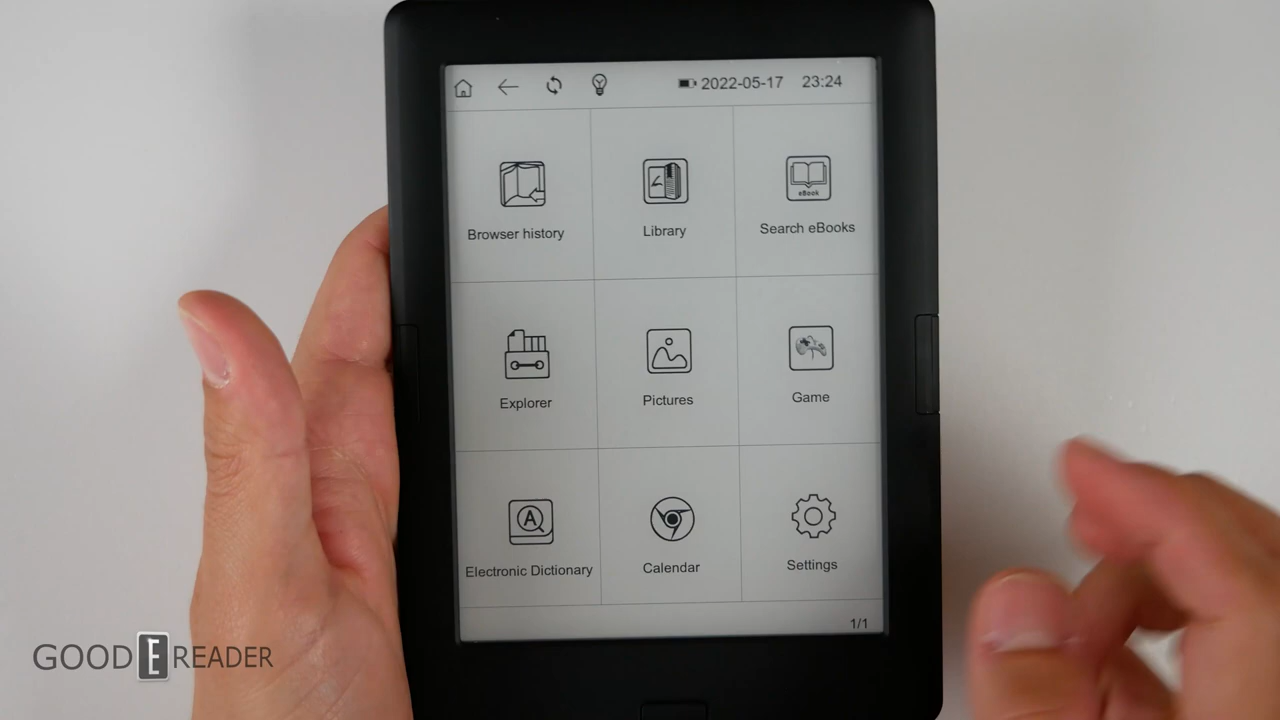 2022-05-17 23:24
Browser history
Library
Search eBooks
eBook
Explorer
Pictures
Game
A
Electronic Dictionary
Calendar
Settings
1/1
GOOD E READER